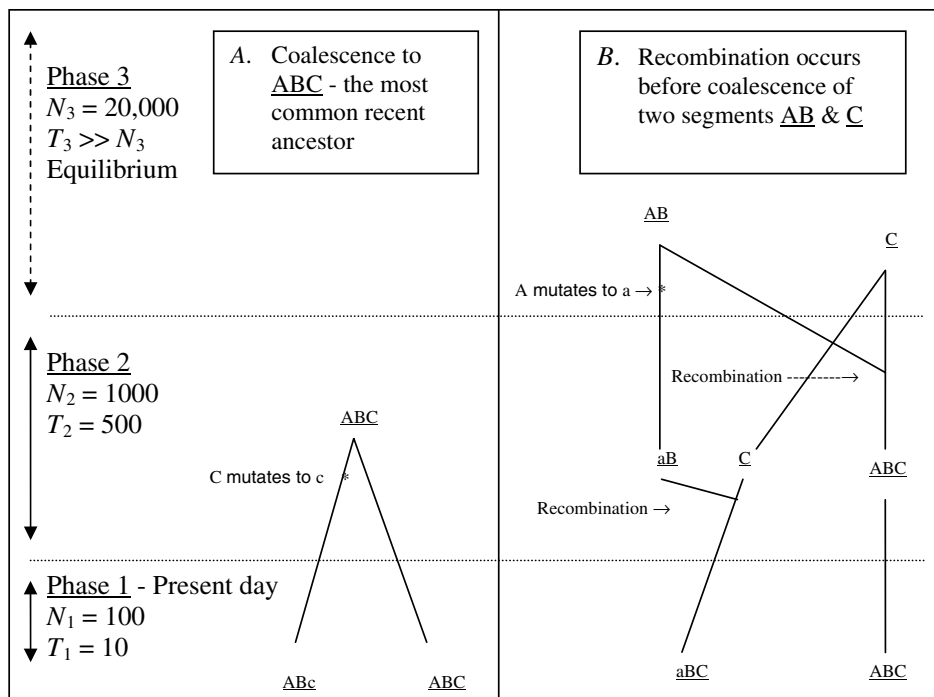 Phase 3
N3 = 20,000
T3 >> N3
Equilibrium
A. Coalescence to
ABC - the most
common recent
ancestor
B. Recombination occurs
before coalescence of
two segments AB & C
AB
C
A mutates to a → *
Phase 2
N2 = 1000
T2 = 500
Recombination --------→
ABC
C mutates to c *
aB C ABC
Recombination →
Phase 1 - Present day
N1 = 100
T1 = 10
ABc ABC
aBC ABC